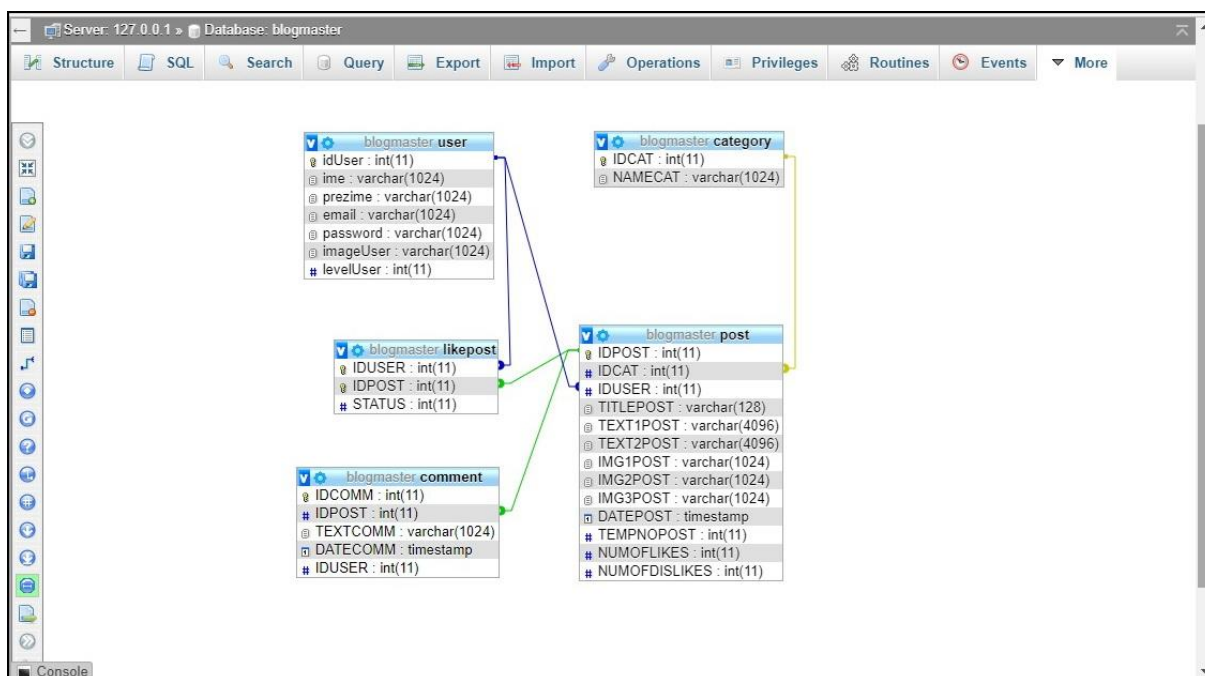 Server: 127.0.0.1 » Database: blogmaster
Structure SQL Search Query Export Import Operations Privileges Routines Events More
blogmaster user
idUser : int(11)
ime : varchar(1024)
prezime : varchar(1024)
email : varchar(1024)
password : varchar(1024)
imageUser : varchar(1024)
# levelUser : int(11)
blogmaster category
IDCAT : int(11)
NAMECAT : varchar(1024)
blogmaster likepost
IDUSER : int(11)
IDPOST : int(11)
# STATUS : int(11)
blogmaster post
IDPOST : int(11)
# IDCAT : int(11)
# IDUSER : int(11)
TITLEPOST : varchar(128)
TEXT1POST : varchar(4096)
TEXT2POST : varchar(4096)
IMG1POST : varchar(1024)
IMG2POST : varchar(1024)
IMG3POST : varchar(1024)
DATEPOST : timestamp
# TEMPNOPOST : int(11)
# NUMOFLIKES : int(11)
# NUMOFDISLIKES : int(11)
blogmaster comment
IDCOMM : int(11)
# IDPOST : int(11)
TEXTCOMM : varchar(1024)
DATECOMM : timestamp
# IDUSER : int(11)
Console